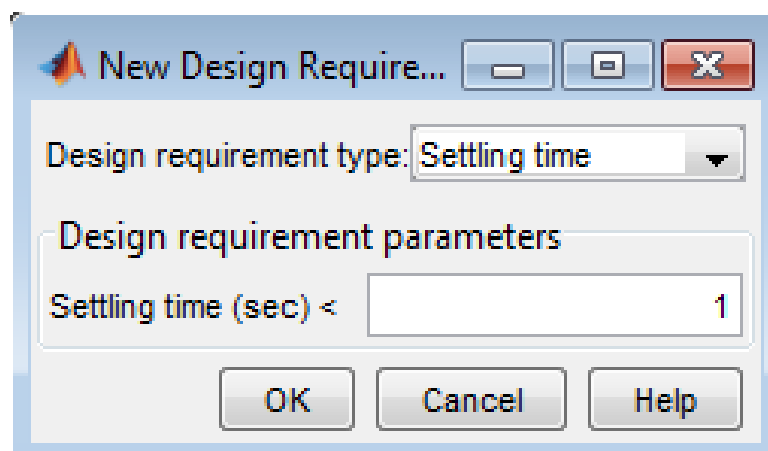 New Design Require...
Design requirement type: Settling time
Design requirement parameters
Settling time (sec) < 1
OK Cancel Help